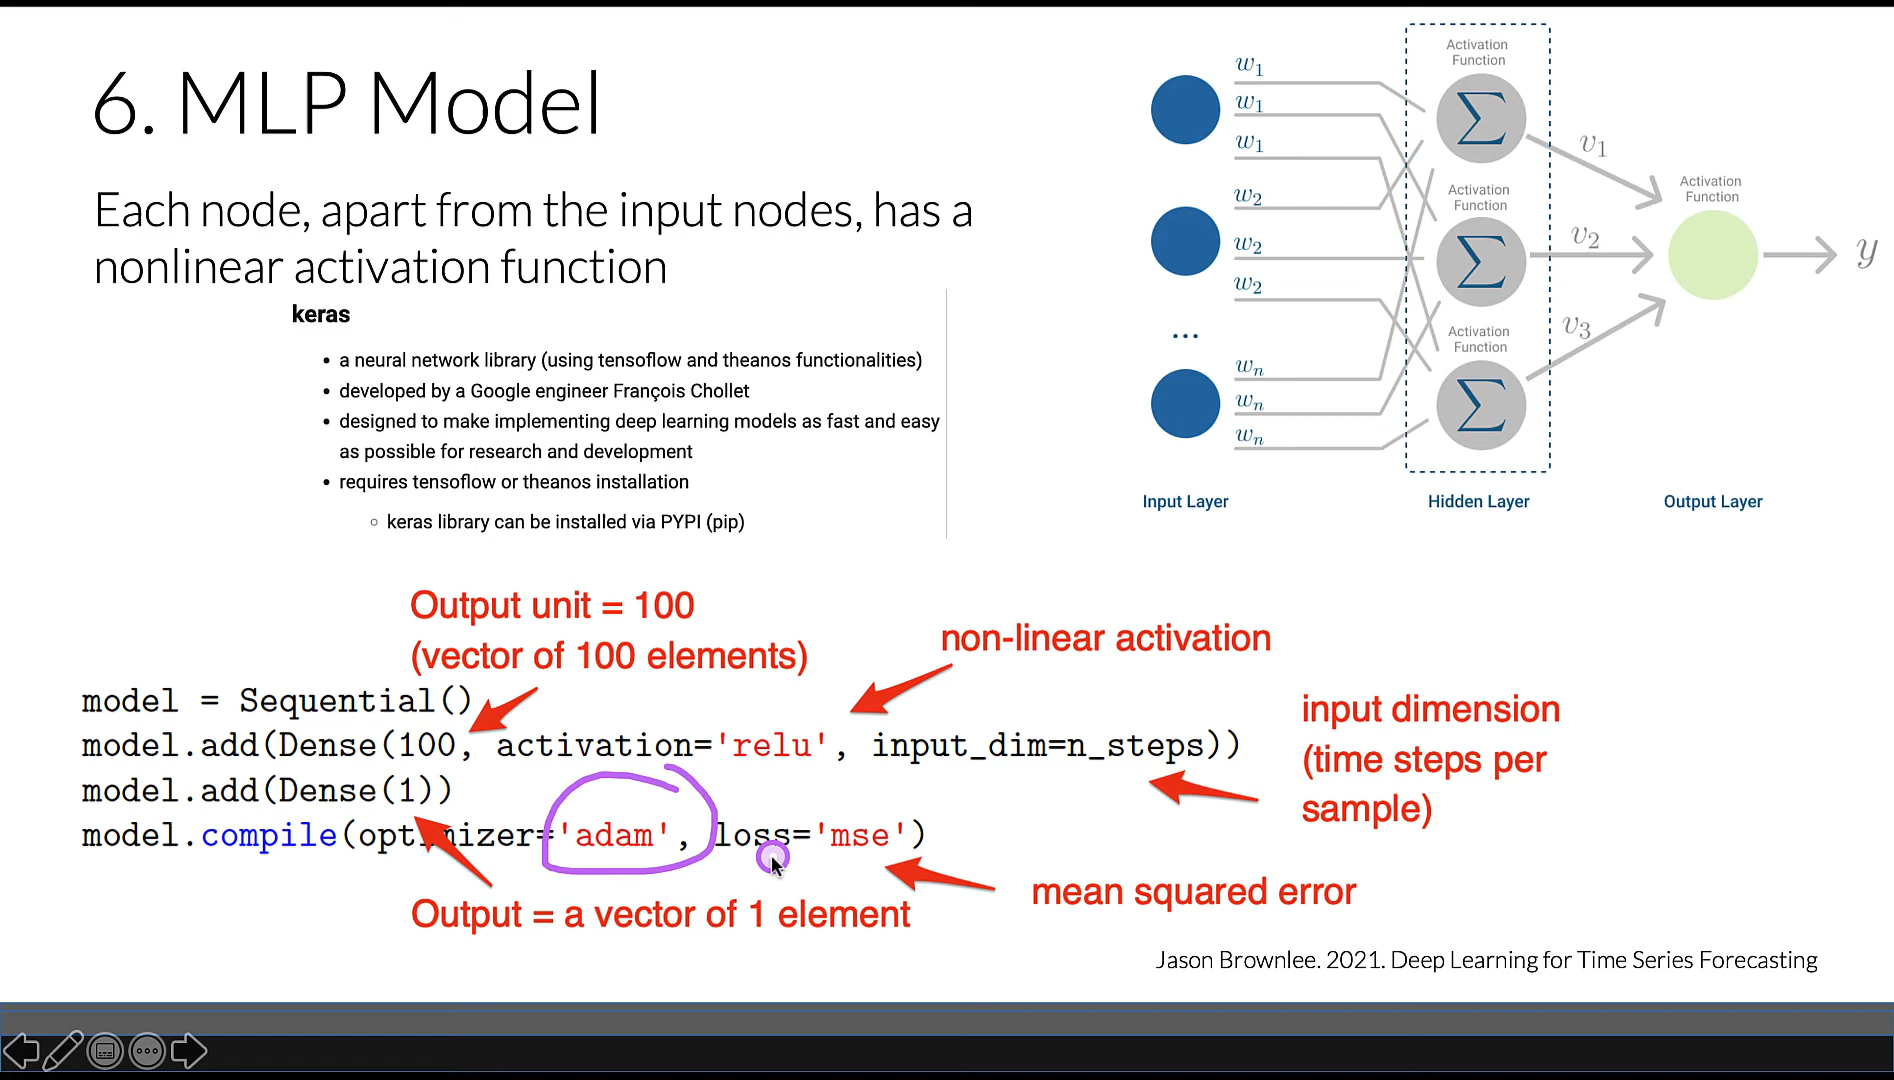 6. MLP Model
Each node, apart from the input nodes, has a
nonlinear activation function
keras
• a neural network library (using tensoflow and theanos functionalities)
• developed by a Google engineer François Chollet
• designed to make implementing deep learning models as fast and easy
as possible for research and development
• requires tensoflow or theanos installation
○ keras library can be installed via PYPI (pip)
w1
w1
w1
w2
w2
w2
...
wn
wn
wn
Activation
Function
Σ
Activation
Function
Σ
Activation
Function
Σ
v1
v2
v3
Activation
Function
y
Input Layer
Hidden Layer
Output Layer
Output unit = 100
(vector of 100 elements)
non-linear activation
input dimension
(time steps per
sample)
model = Sequential()
model.add(Dense(100, activation='relu', input_dim=n_steps))
model.add(Dense(1))
model.compile(optimizer='adam', loss='mse')
Output = a vector of 1 element
mean squared error
Jason Brownlee. 2021. Deep Learning for Time Series Forecasting